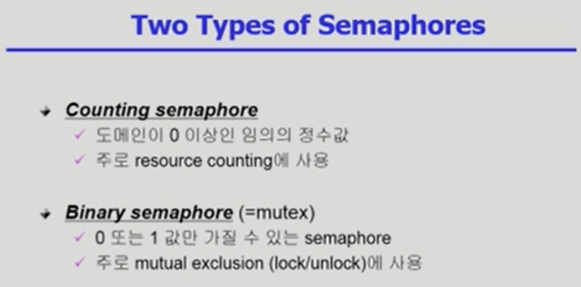 Two Types of Semaphores
Counting semaphore
도메인이 0 이상인 임의의 정수값
주로 resource counting에 사용
Binary semaphore (=mutex)
0 또는 1 값만 가질 수 있는 semaphore
주로 mutual exclusion (lock/unlock)에 사용